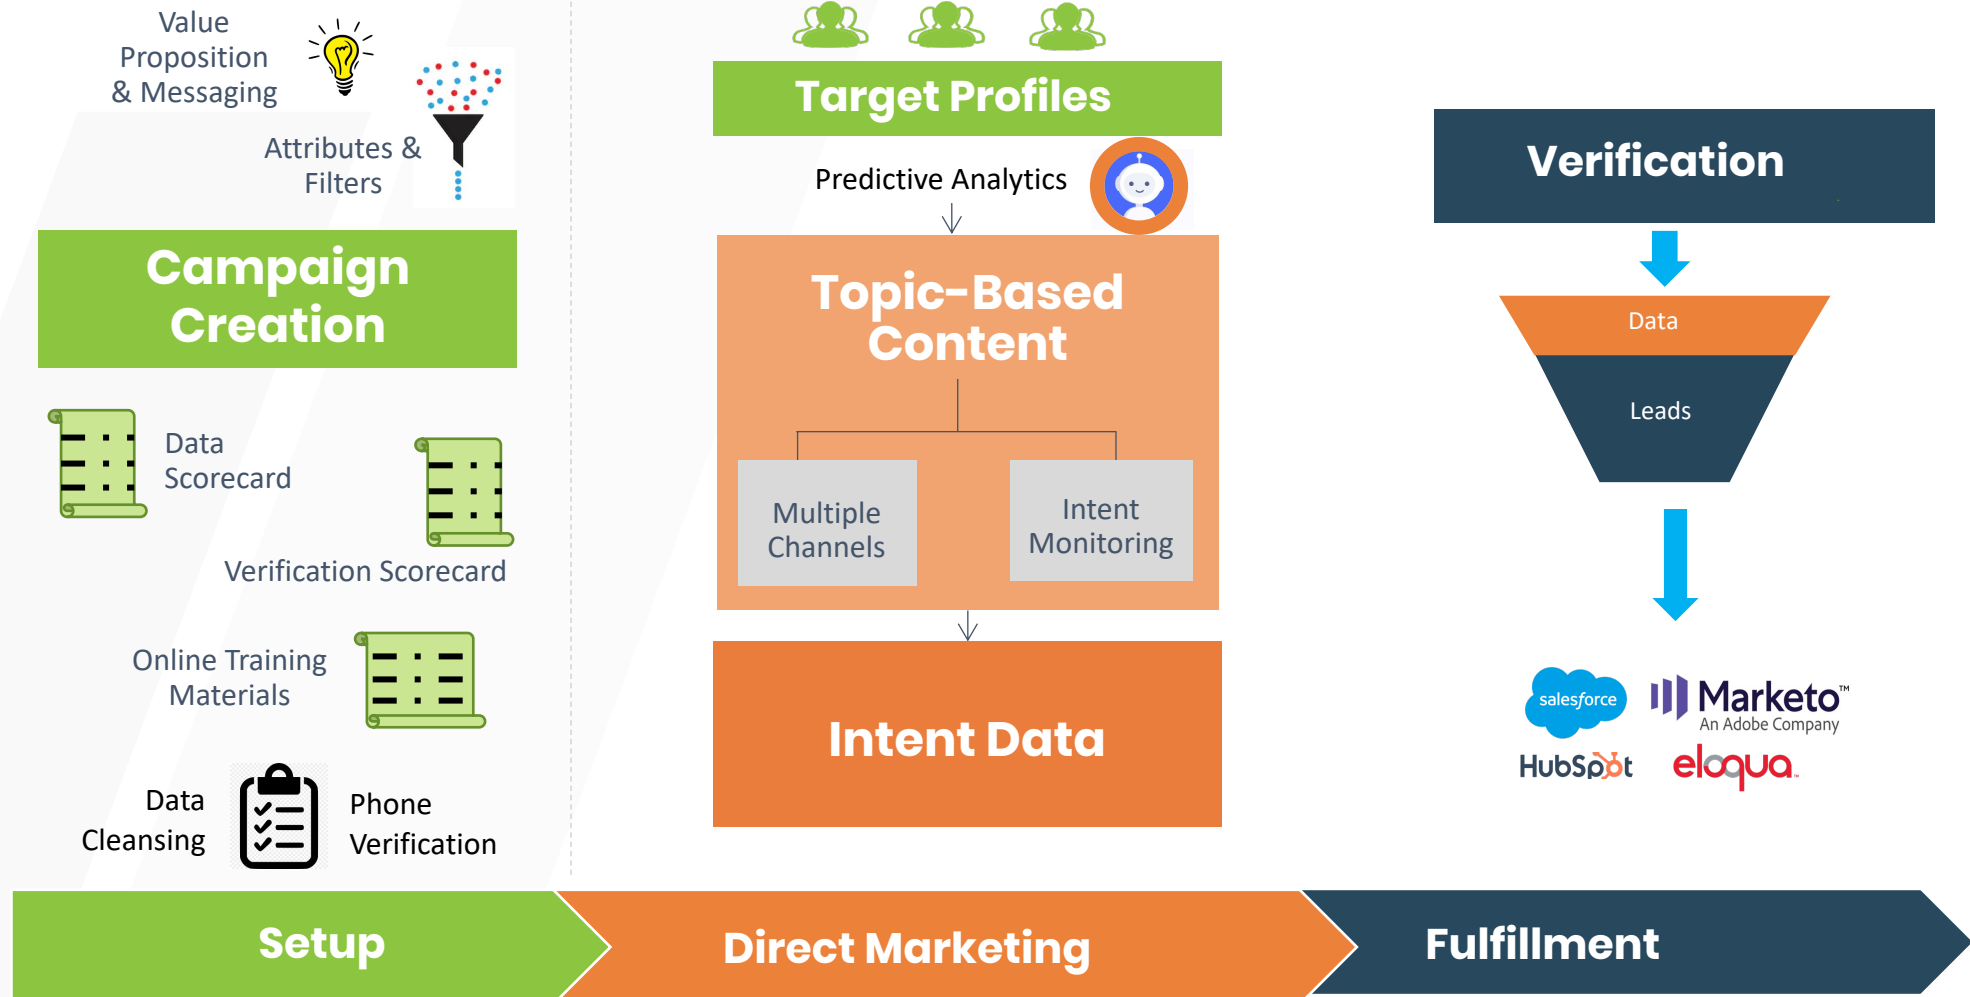 Value
Proposition
& Messaging
Attributes &
Filters
Campaign
Creation
Data
Scorecard
Verification Scorecard
Online Training
Materials
Data
Cleansing
Phone
Verification
Target Profiles
Predictive Analytics
Topic-Based
Content
Multiple
Channels
Intent
Monitoring
Intent Data
Verification
Data
Leads
salesforce
Marketo™
An Adobe Company
HubSpot
eloqua
Setup
Direct Marketing
Fulfillment